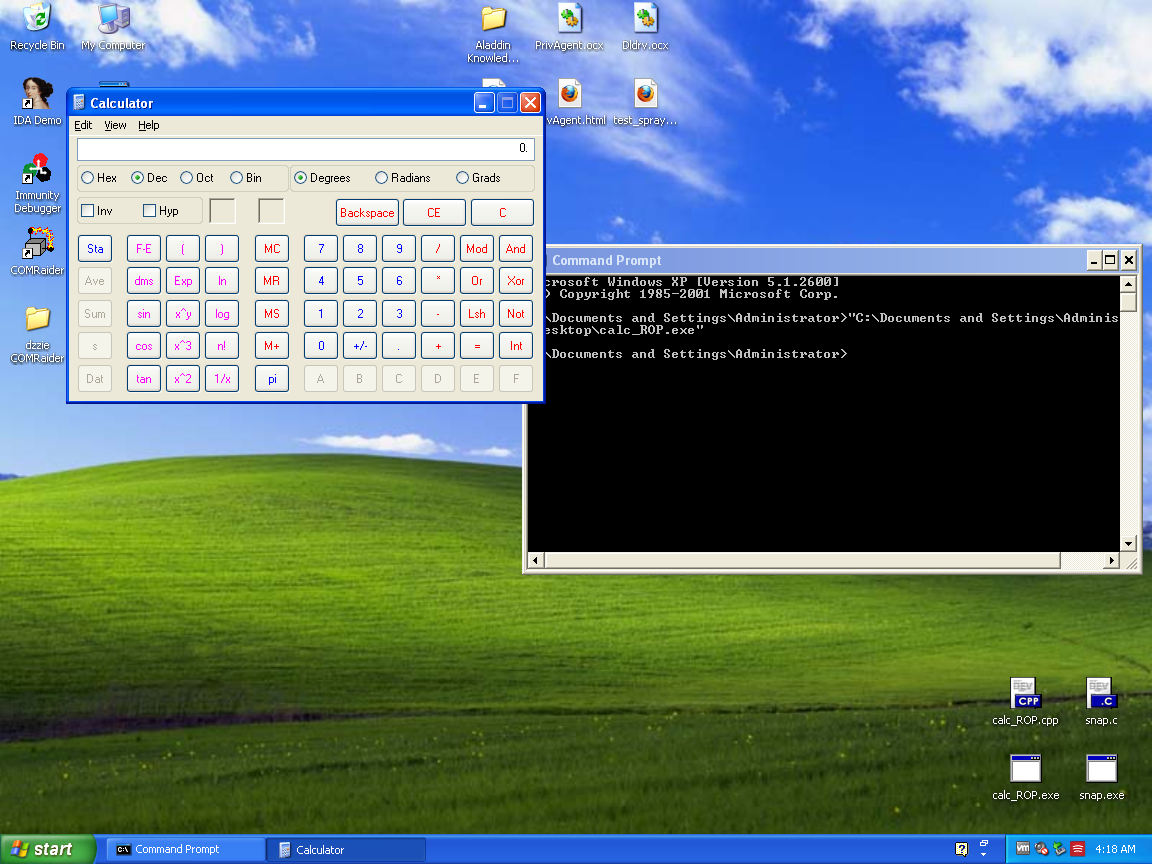 Recycle Bin
My Computer
Aladdin
Knowled...
PrivAgent.ocx
Dldrv.ocx
IDA Demo
vAgent.html
test_spray...
Immunity
Debugger
COMRaider
dzzie
COMRaider
Calculator
Edit View Help
0.
Hex Dec Oct Bin Degrees Radians Grads
Inv Hyp Backspace CE C
Sta F-E ( ) MC 7 8 9 / Mod And
Ave dms Exp ln MR 4 5 6 * Or Xor
Sum sin x^y log MS 1 2 3 - Lsh Not
s cos x^3 n! M+ 0 +/- . + = Int
Dat tan x^2 1/x pi A B C D E F
Command Prompt
crosoft Windows XP [Version 5.1.2600]
) Copyright 1985-2001 Microsoft Corp.
\Documents and Settings\Administrator>"C:\Documents and Settings\Adminis
esktop\calc_ROP.exe"
\Documents and Settings\Administrator>
CPP
.C
calc_ROP.cpp
snap.c
calc_ROP.exe
snap.exe
start
C:\
Command Prompt
Calculator
vm
4:18 AM